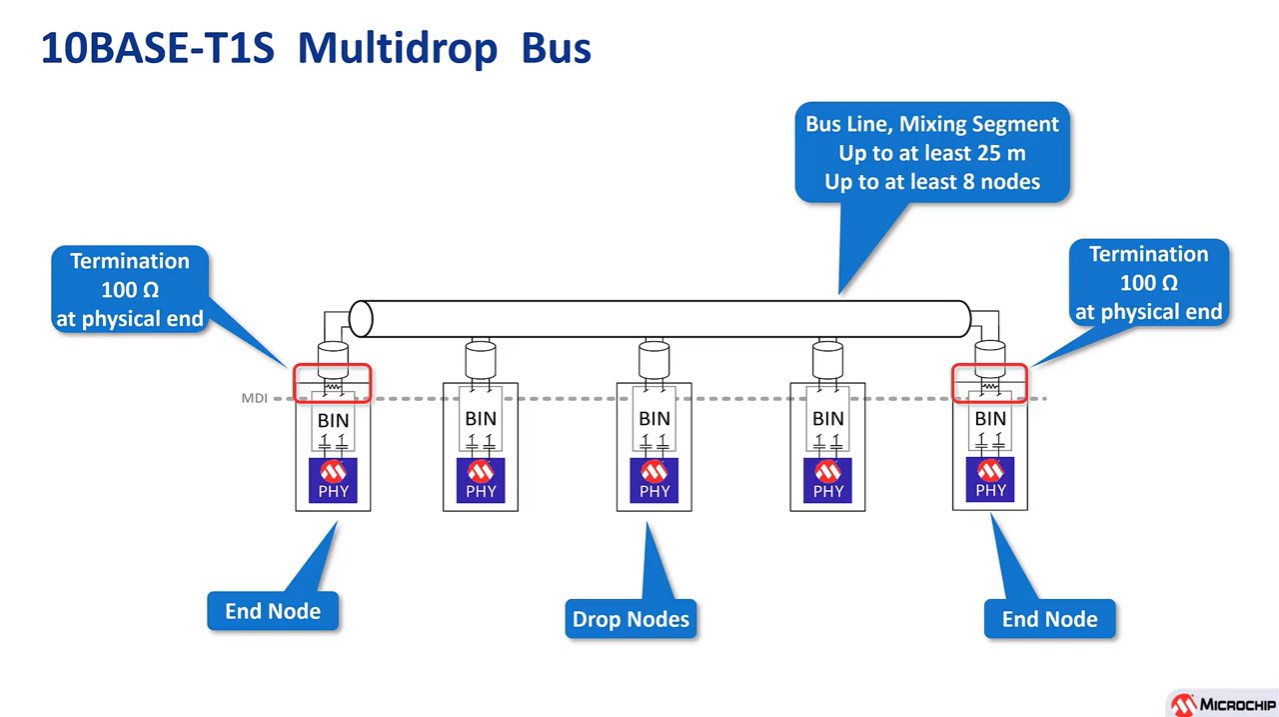 10BASE-T1S Multidrop Bus
Bus Line, Mixing Segment
Up to at least 25 m
Up to at least 8 nodes
Termination
100 Ω
at physical end
Termination
100 Ω
at physical end
MDI
BIN
BIN
BIN
BIN
BIN
PHY
PHY
PHY
PHY
PHY
End Node
Drop Nodes
End Node
MICROCHIP